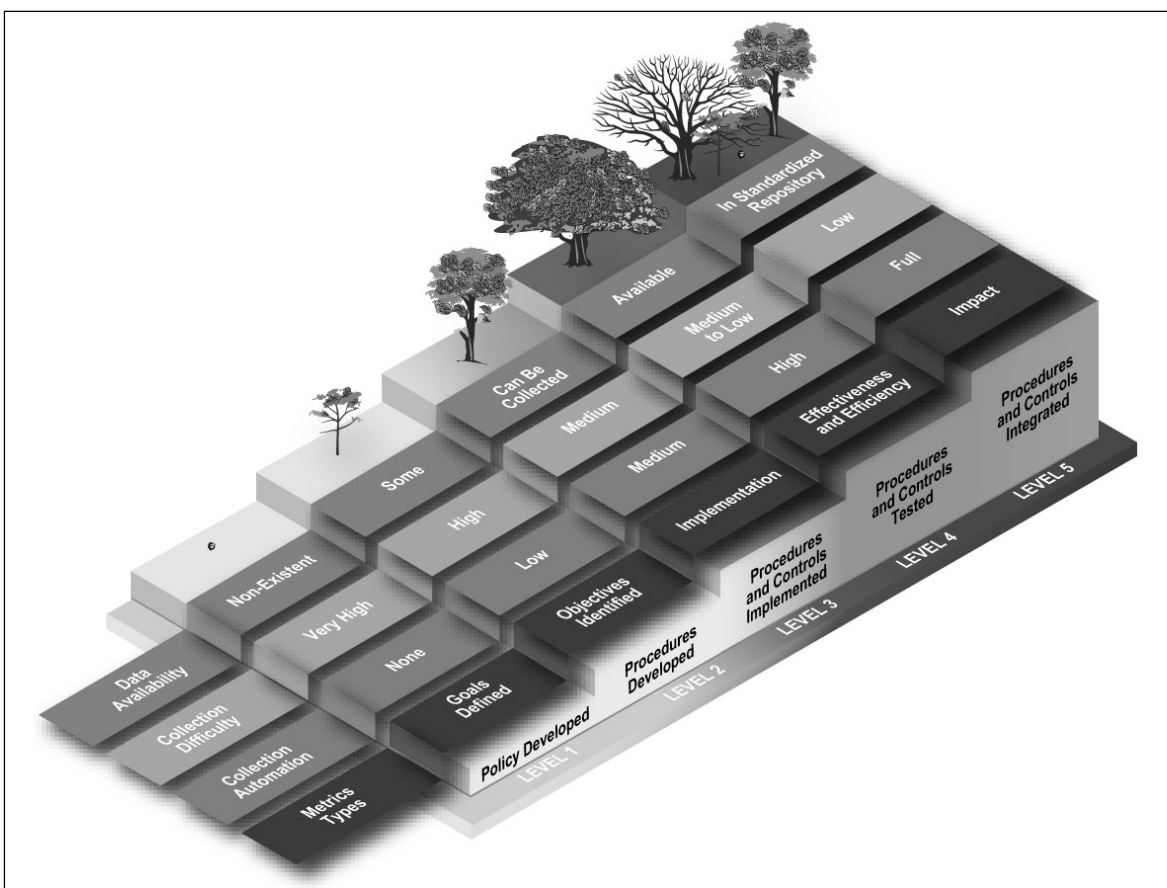 In Standardized
Repository
Low
Full
Impact
Available
Medium
to Low
High
Effectiveness
and Efficiency
Can Be
Collected
Medium
Medium
Implementation
Some
High
Low
Objectives
Identified
Non-Existent
Very High
None
Goals
Defined
Data
Availability
Collection
Difficulty
Collection
Automation
Metrics
Types
Policy Developed
Procedures
Developed
Procedures
and Controls
Implemented
Procedures
and Controls
Tested
Procedures
and Controls
Integrated
LEVEL 1
LEVEL 2
LEVEL 3
LEVEL 4
LEVEL 5